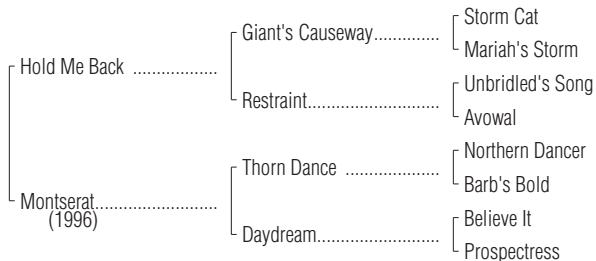 Storm Cat
Giant's Causeway..............
Mariah's Storm
Hold Me Back ..................
Unbridled's Song
Restraint............................
Avowal
Northern Dancer
Thorn Dance ....................
Barb's Bold
Montserat..........................
(1996)
Believe It
Daydream..........................
Prospectress